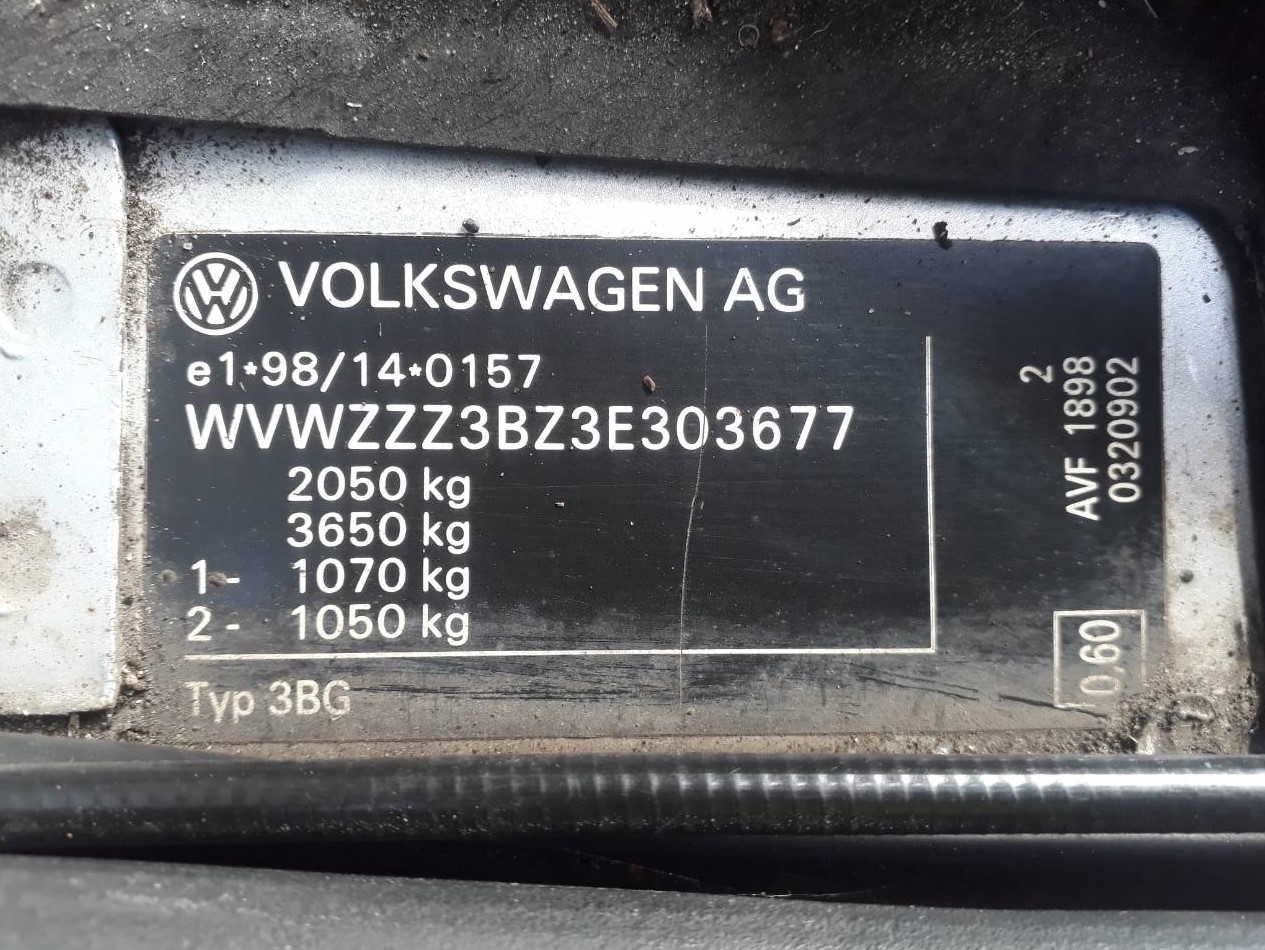 VOLKSWAGEN AG
e1*98/14*0157
WVWZZZ3BZ3E303677
2050 kg
3650 kg
1- 1070 kg
2- 1050 kg
Typ 3BG
2
AVF 1898
0320902
0,60